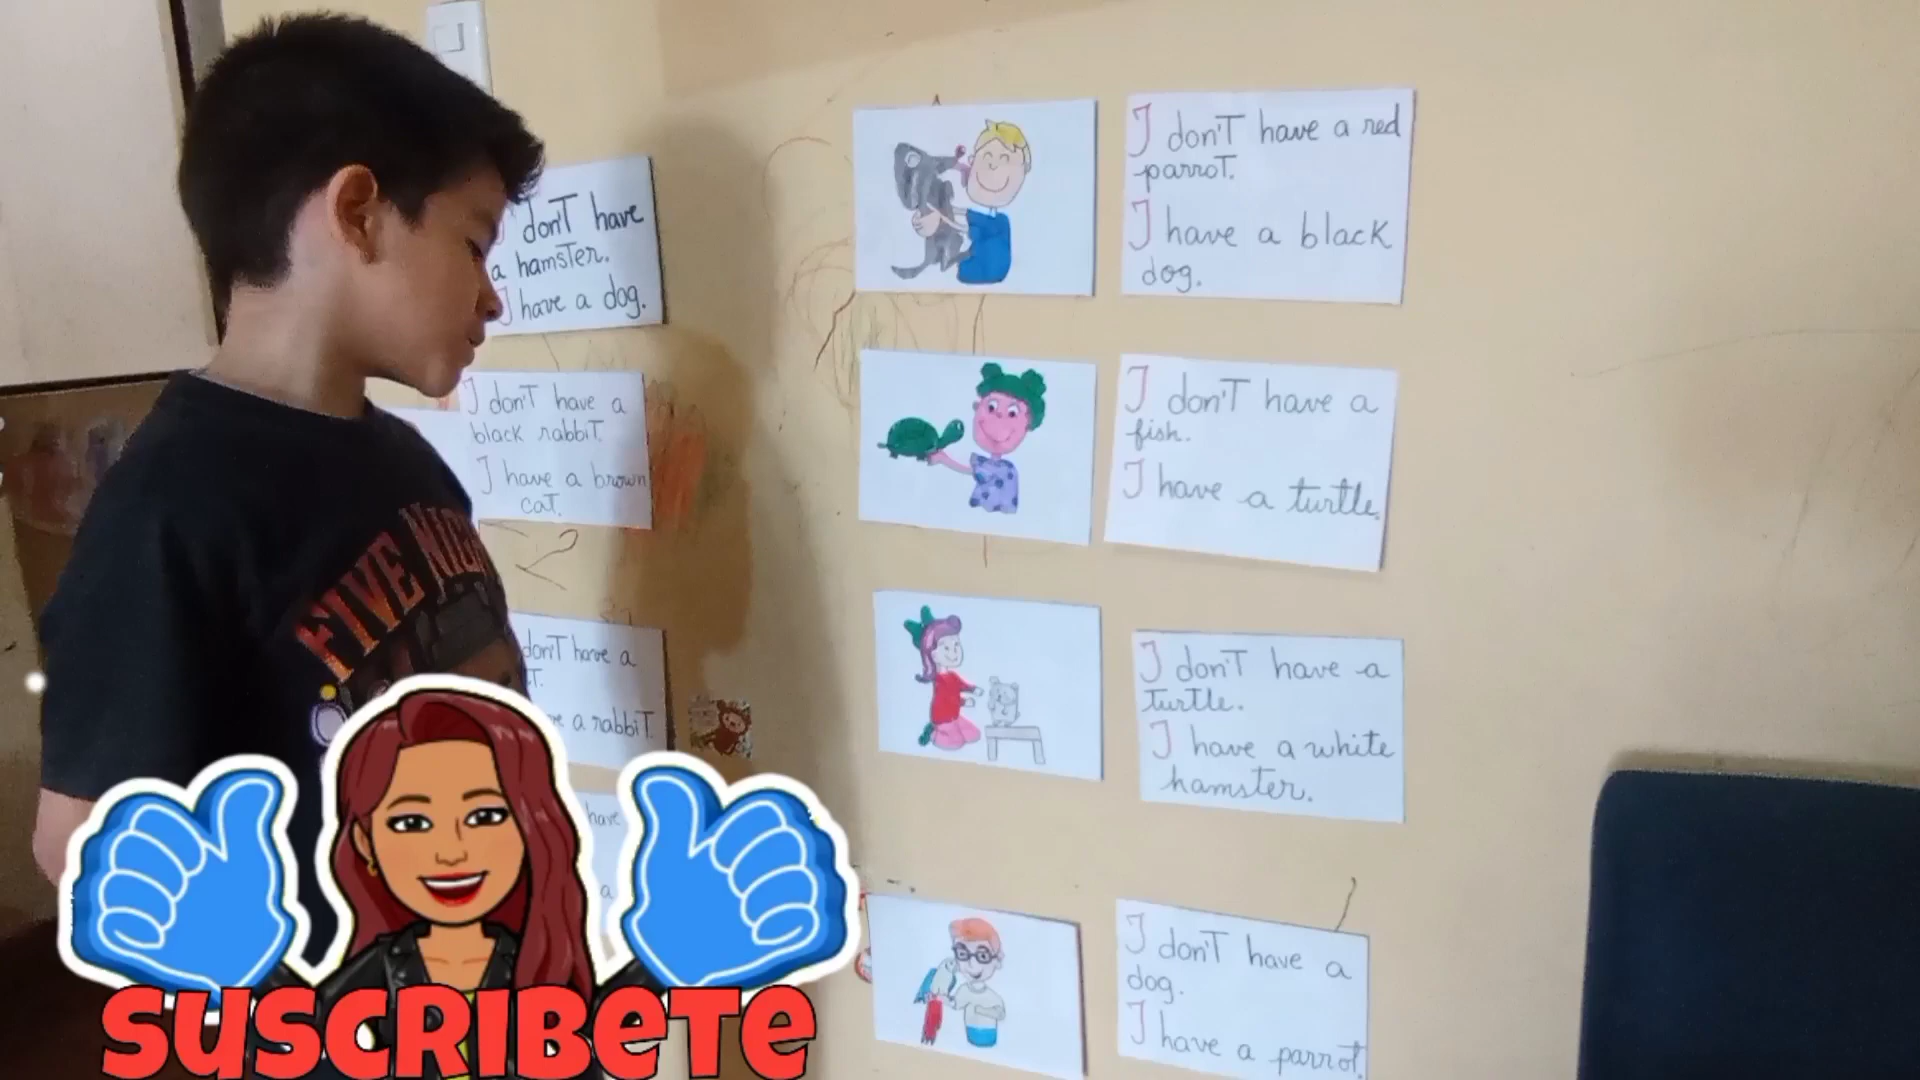 I don't have a red
parrot.
I have a black
dog.
don't have
a hamster.
I have a dog.
I don't have a
fish.
I have a turtle.
I don't have a
black rabbit.
I have a brown
cat.
FIVE
I don't have a
turtle.
I have a white
hamster.
don't have a
a rabbit.
have
a
I don't have a
dog.
I have a parrot.
SUSCRIBETE